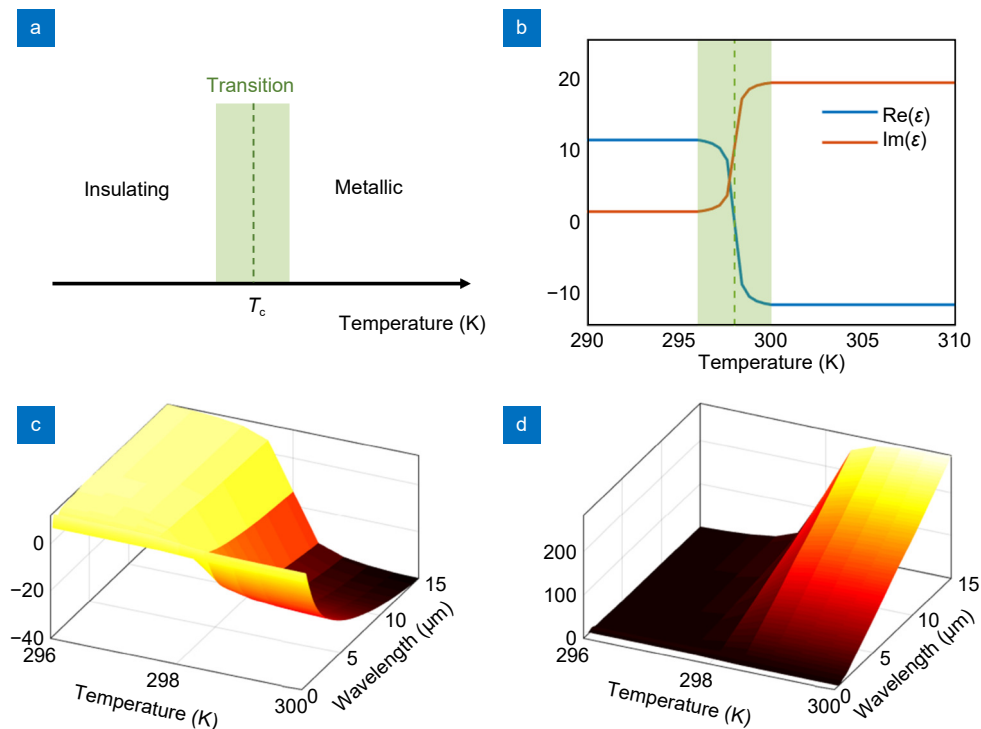 a
Transition
Insulating
Metallic
T_c
Temperature (K)
b
20
10
0
−10
Re(ε)
Im(ε)
290 295 300 305 310
Temperature (K)
c
0
−20
−40
296
298
300
Temperature (K)
0
5
10
15
Wavelength (μm)
d
200
100
0
296
298
300
Temperature (K)
0
5
10
15
Wavelength (μm)